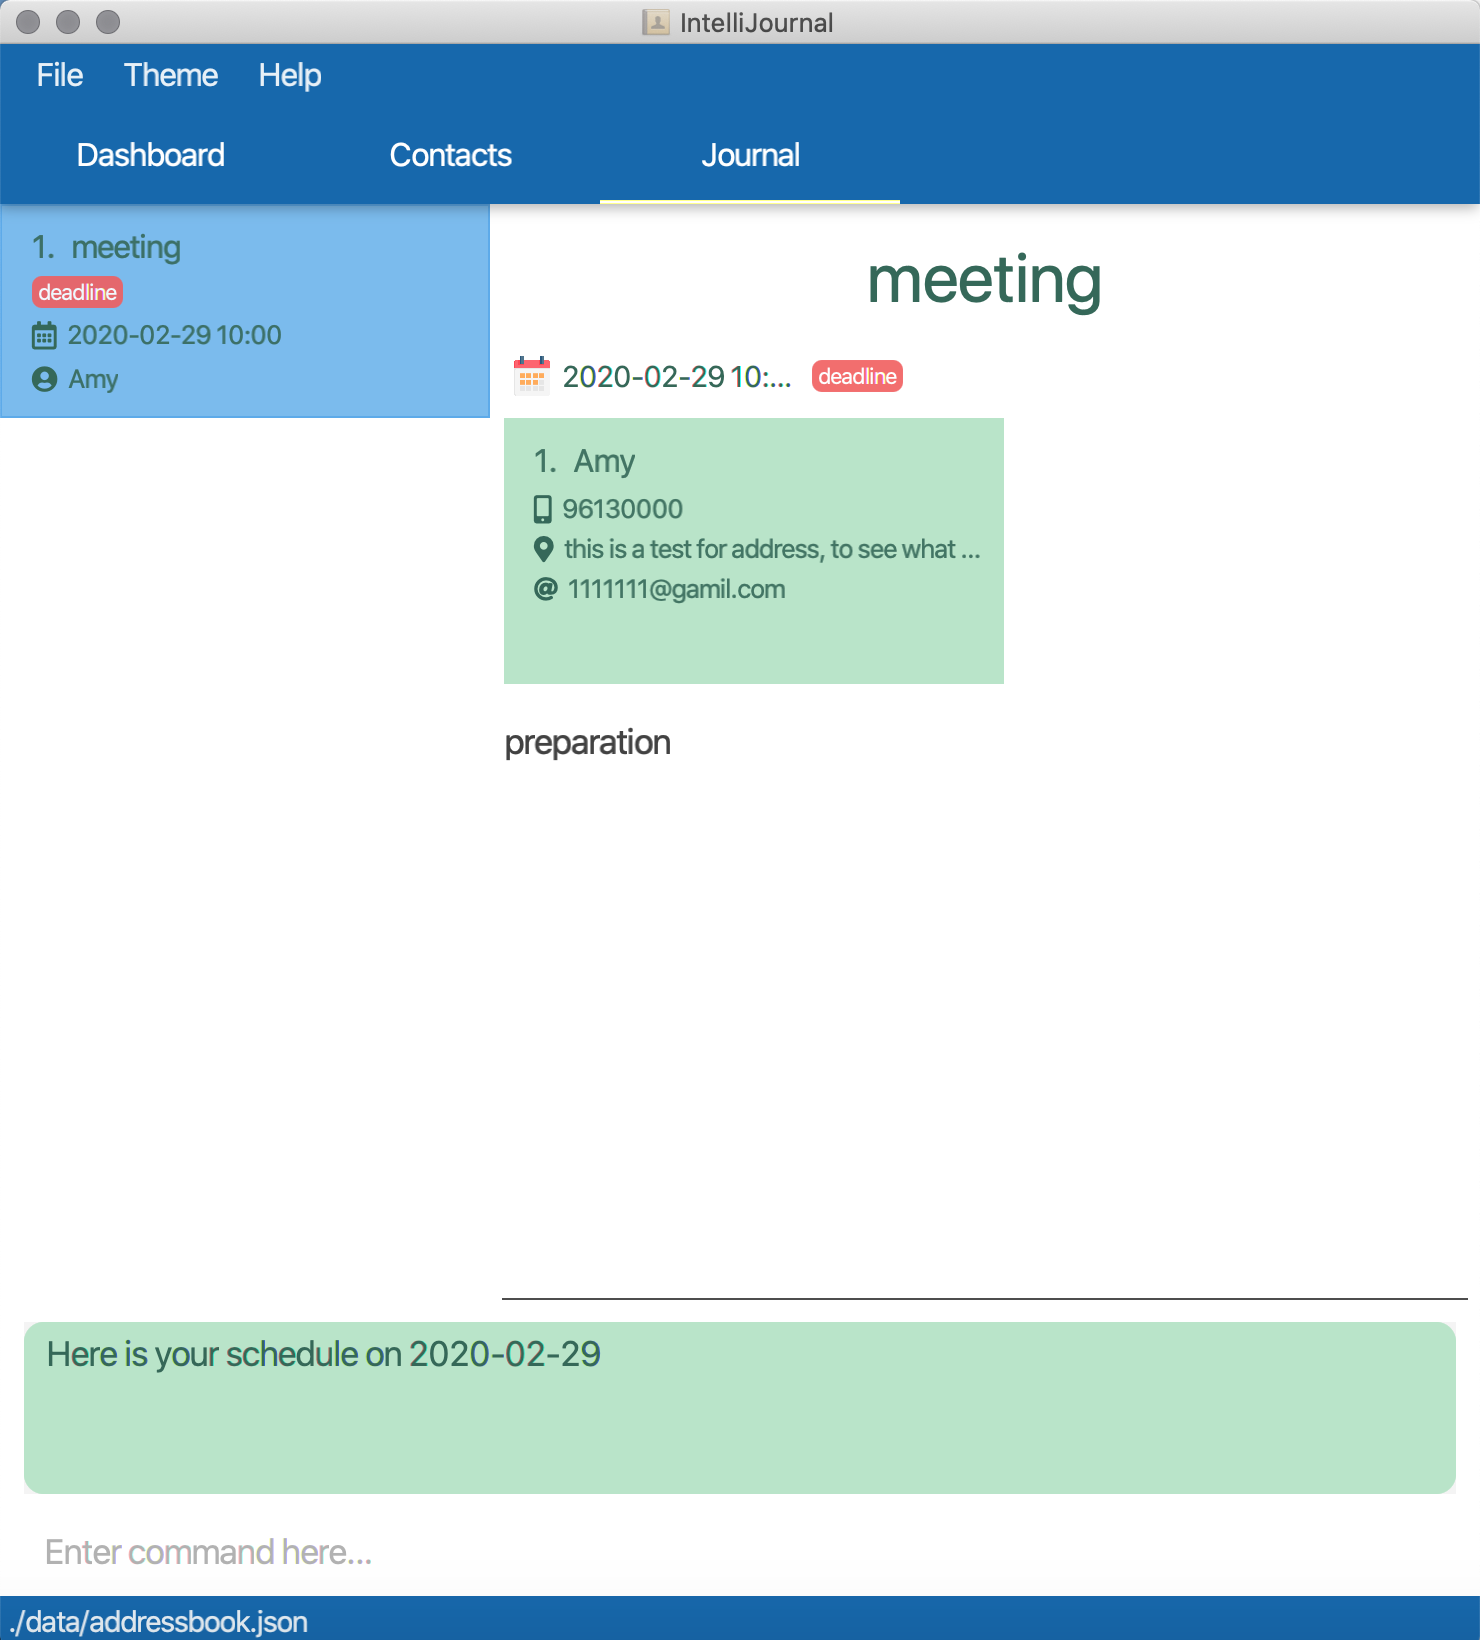 IntelliJournal
File Theme Help
Dashboard Contacts Journal
1. meeting
deadline
2020-02-29 10:00
Amy
meeting
2020-02-29 10:... deadline
1. Amy
96130000
this is a test for address, to see what ...
1111111@gamil.com
preparation
Here is your schedule on 2020-02-29
Enter command here...
./data/addressbook.json